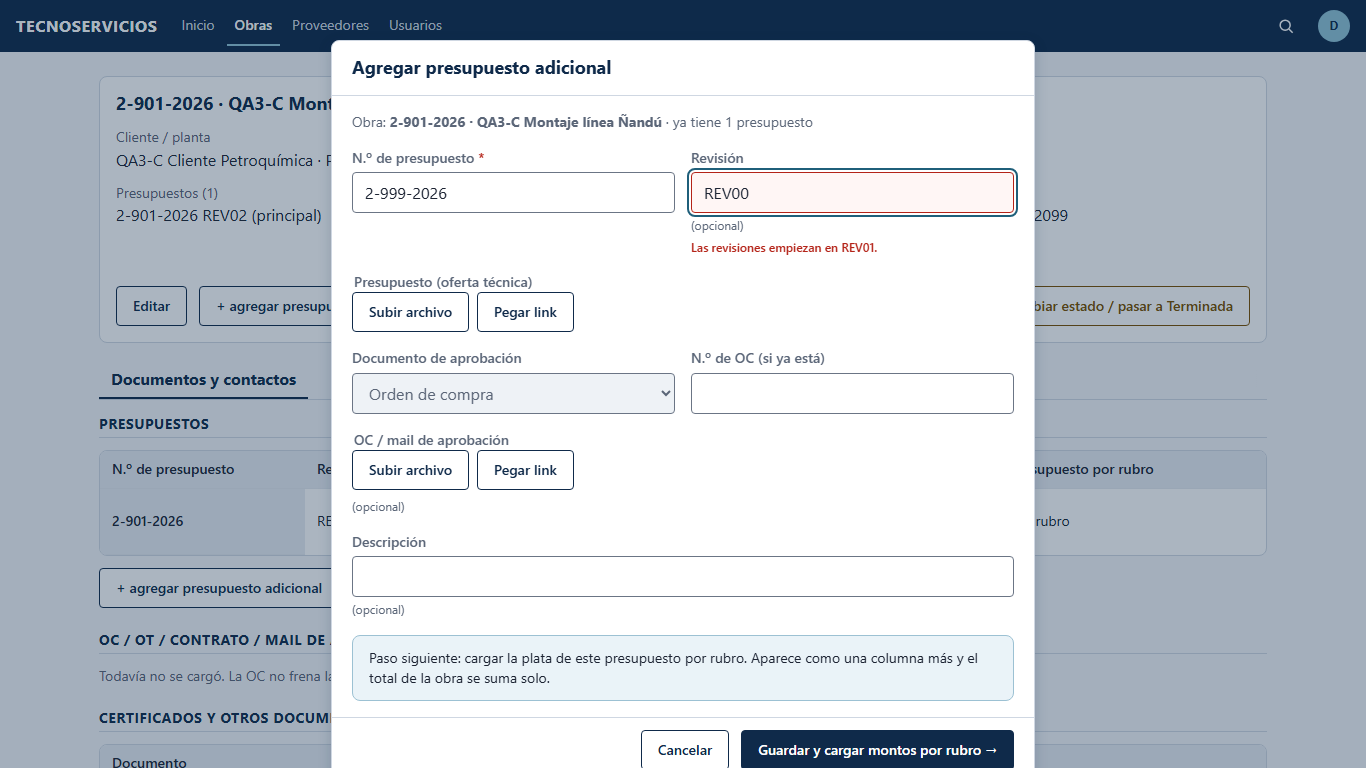 TECNOSERVICIOS Inicio Obras Proveedores Usuarios D
Agregar presupuesto adicional
2-901-2026 · QA3-C Mont
Cliente / planta
QA3-C Cliente Petroquímica ·
Presupuestos (1)
2-901-2026 REV02 (principal)
2099
Editar
+ agregar presupu
biar estado / pasar a Terminada
Obra: 2-901-2026 · QA3-C Montaje línea Ñandú · ya tiene 1 presupuesto
N.º de presupuesto *
Revisión
2-999-2026
REV00
(opcional)
Las revisiones empiezan en REV01.
Presupuesto (oferta técnica)
Subir archivo
Pegar link
Documento de aprobación
N.º de OC (si ya está)
Orden de compra
OC / mail de aprobación
Subir archivo
Pegar link
(opcional)
Descripción
(opcional)
Paso siguiente: cargar la plata de este presupuesto por rubro. Aparece como una columna más y el
total de la obra se suma solo.
Cancelar
Guardar y cargar montos por rubro →
Documentos y contactos
PRESUPUESTOS
N.º de presupuesto
Re
supuesto por rubro
2-901-2026
RE
rubro
+ agregar presupuesto adicional
OC / OT / CONTRATO / MAIL DE
Todavía no se cargó. La OC no frena la
CERTIFICADOS Y OTROS DOCUM
Documento